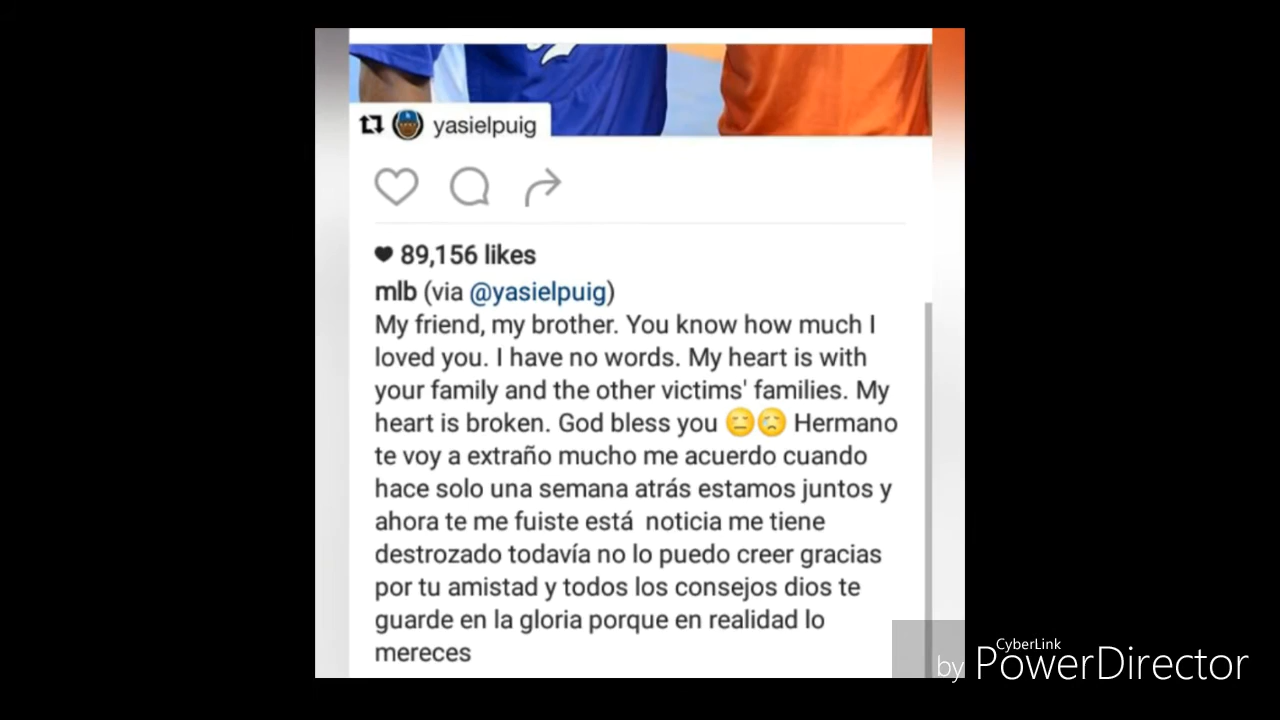 yasielpuig
89,156 likes
mlb (via @yasielpuig)
My friend, my brother. You know how much I
loved you. I have no words. My heart is with
your family and the other victims' families. My
heart is broken. God bless you 😑😞 Hermano
te voy a extraño mucho me acuerdo cuando
hace solo una semana atrás estamos juntos y
ahora te me fuiste está  noticia me tiene
destrozado todavía no lo puedo creer gracias
por tu amistad y todos los consejos dios te
guarde en la gloria porque en realidad lo
mereces
CyberLink
by PowerDirector